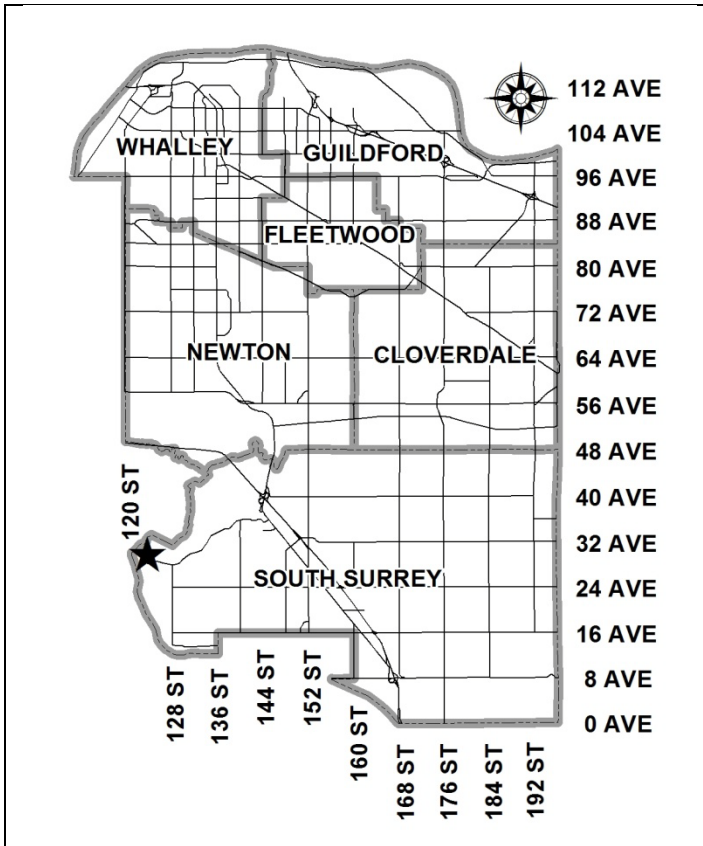 112 AVE
104 AVE
WHALLEY
GUILDFORD
96 AVE
88 AVE
FLEETWOOD
80 AVE
72 AVE
NEWTON
CLOVERDALE
64 AVE
56 AVE
48 AVE
120 ST
40 AVE
32 AVE
SOUTH SURREY
24 AVE
16 AVE
8 AVE
0 AVE
128 ST
136 ST
144 ST
152 ST
160 ST
168 ST
176 ST
184 ST
192 ST